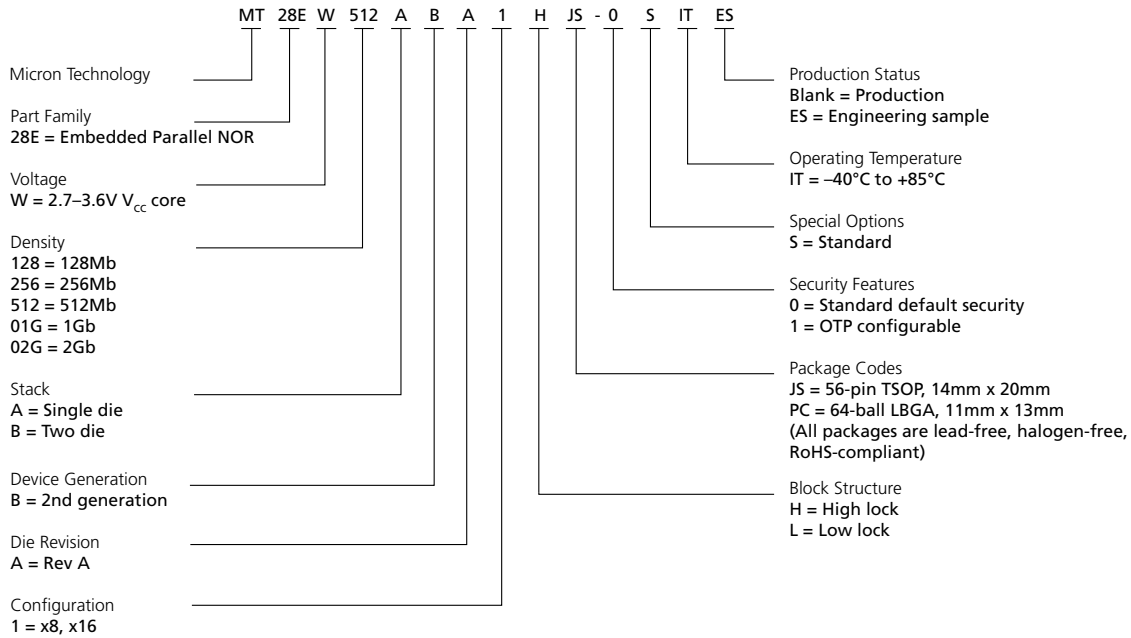 MT 28E W 512 A B A 1 H JS - 0 S IT ES
Micron Technology
Part Family
28E = Embedded Parallel NOR
Voltage
W = 2.7–3.6V Vcc core
Density
128 = 128Mb
256 = 256Mb
512 = 512Mb
01G = 1Gb
02G = 2Gb
Stack
A = Single die
B = Two die
Device Generation
B = 2nd generation
Die Revision
A = Rev A
Configuration
1 = x8, x16
Production Status
Blank = Production
ES = Engineering sample
Operating Temperature
IT = –40°C to +85°C
Special Options
S = Standard
Security Features
0 = Standard default security
1 = OTP configurable
Package Codes
JS = 56-pin TSOP, 14mm x 20mm
PC = 64-ball LBGA, 11mm x 13mm
(All packages are lead-free, halogen-free,
RoHS-compliant)
Block Structure
H = High lock
L = Low lock